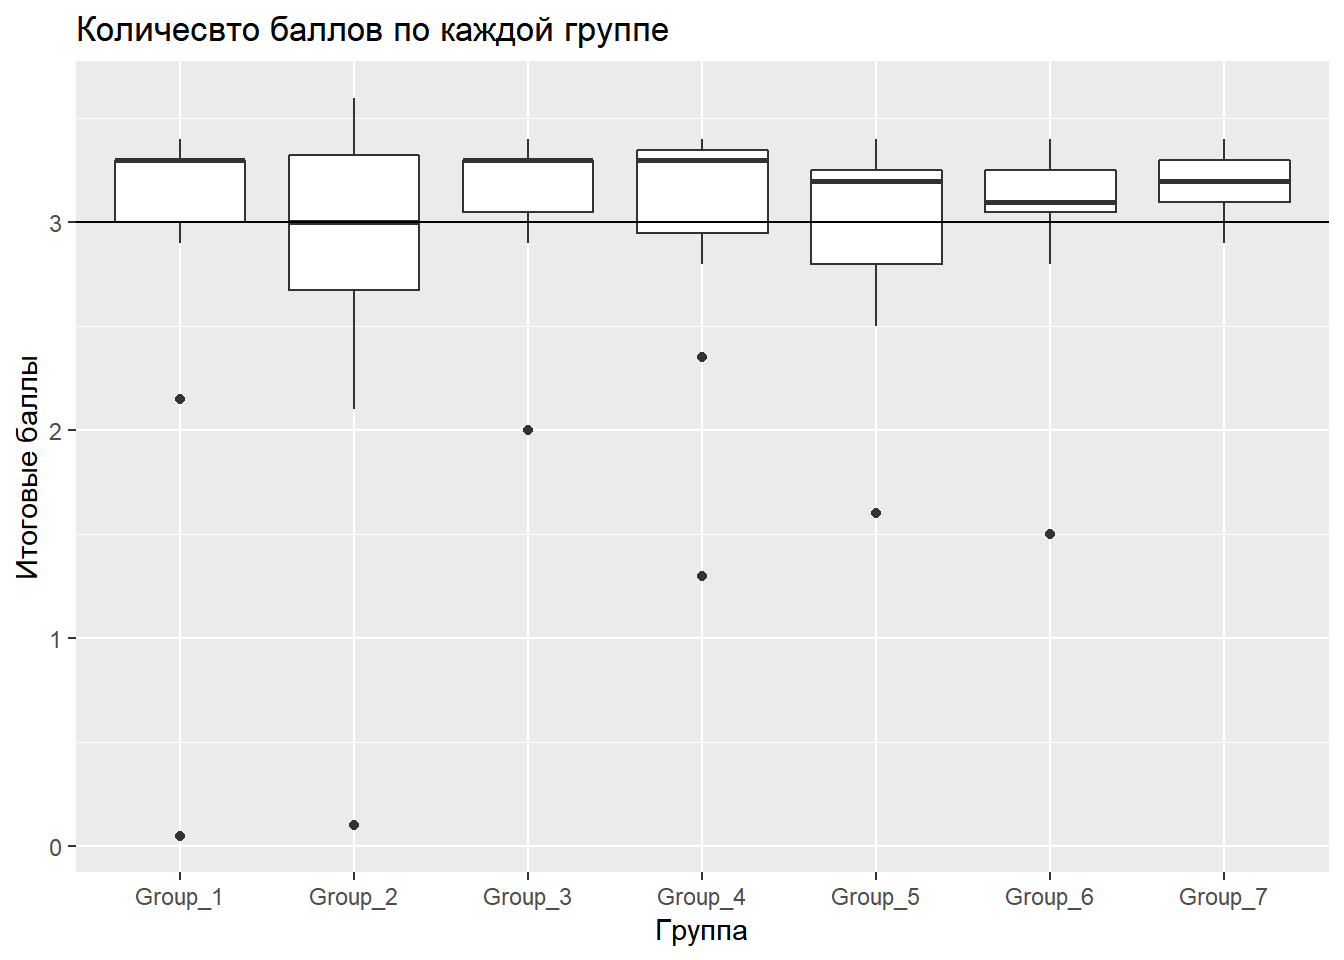 Количесвто баллов по каждой группе
Итоговые баллы
3
2
1
0
Group_1 Group_2 Group_3 Group_4 Group_5 Group_6 Group_7
Группа